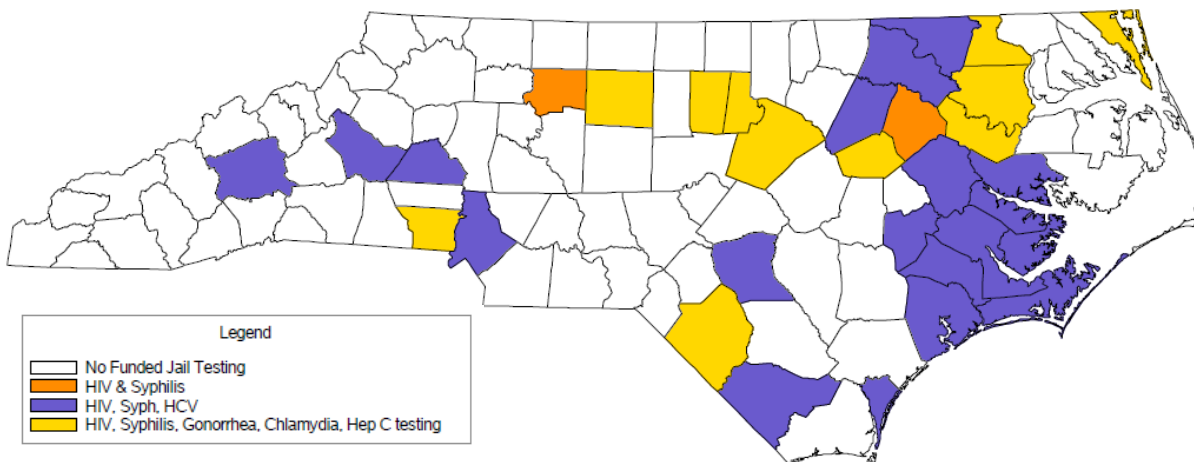 Legend
No Funded Jail Testing
HIV & Syphilis
HIV, Syph, HCV
HIV, Syphilis, Gonorrhea, Chlamydia, Hep C testing